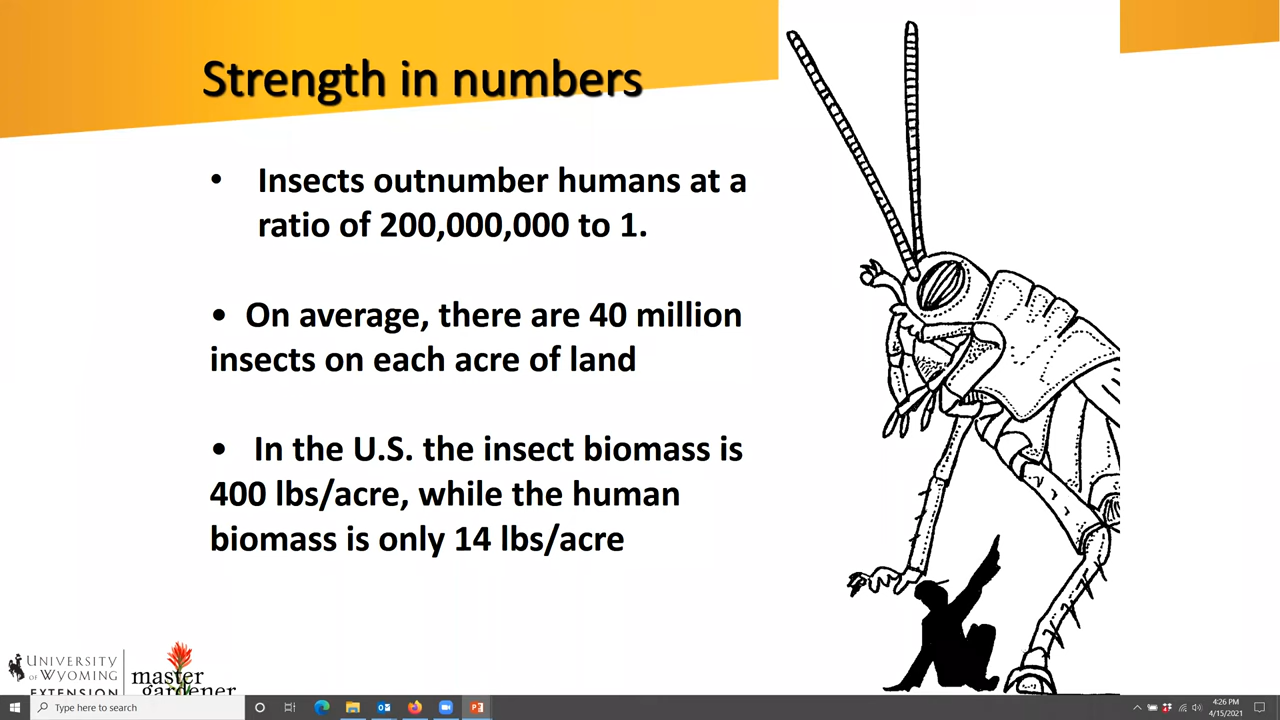 Strength in numbers
• Insects outnumber humans at a
ratio of 200,000,000 to 1.
• On average, there are 40 million
insects on each acre of land
• In the U.S. the insect biomass is
400 lbs/acre, while the human
biomass is only 14 lbs/acre
UNIVERSITY
OF WYOMING
EXTENSION
master
gardener
Type here to search
4:26 PM
4/15/2021